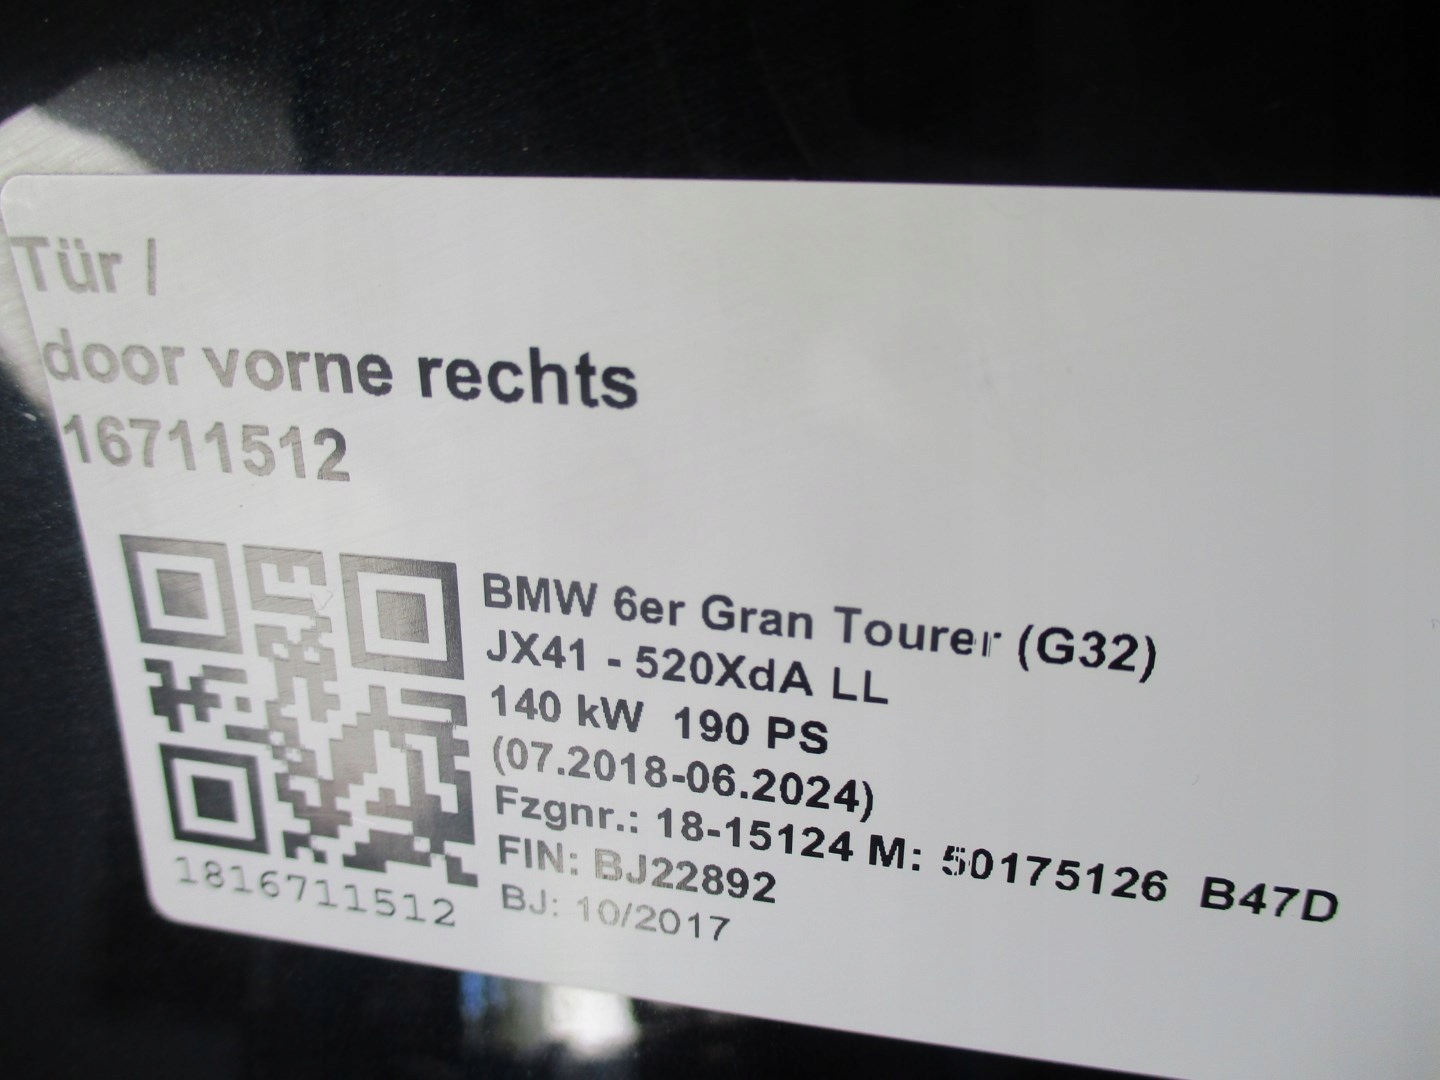 Tür /
door vorne rechts
16711512
BMW 6er Gran Tourer (G32)
JX41 - 520XdA LL
140 kW 190 PS
(07.2018-06.2024)
Fzgnr.: 18-15124 M: 50175126 B47D
FIN: BJ22892
BJ: 10/2017
1816711512